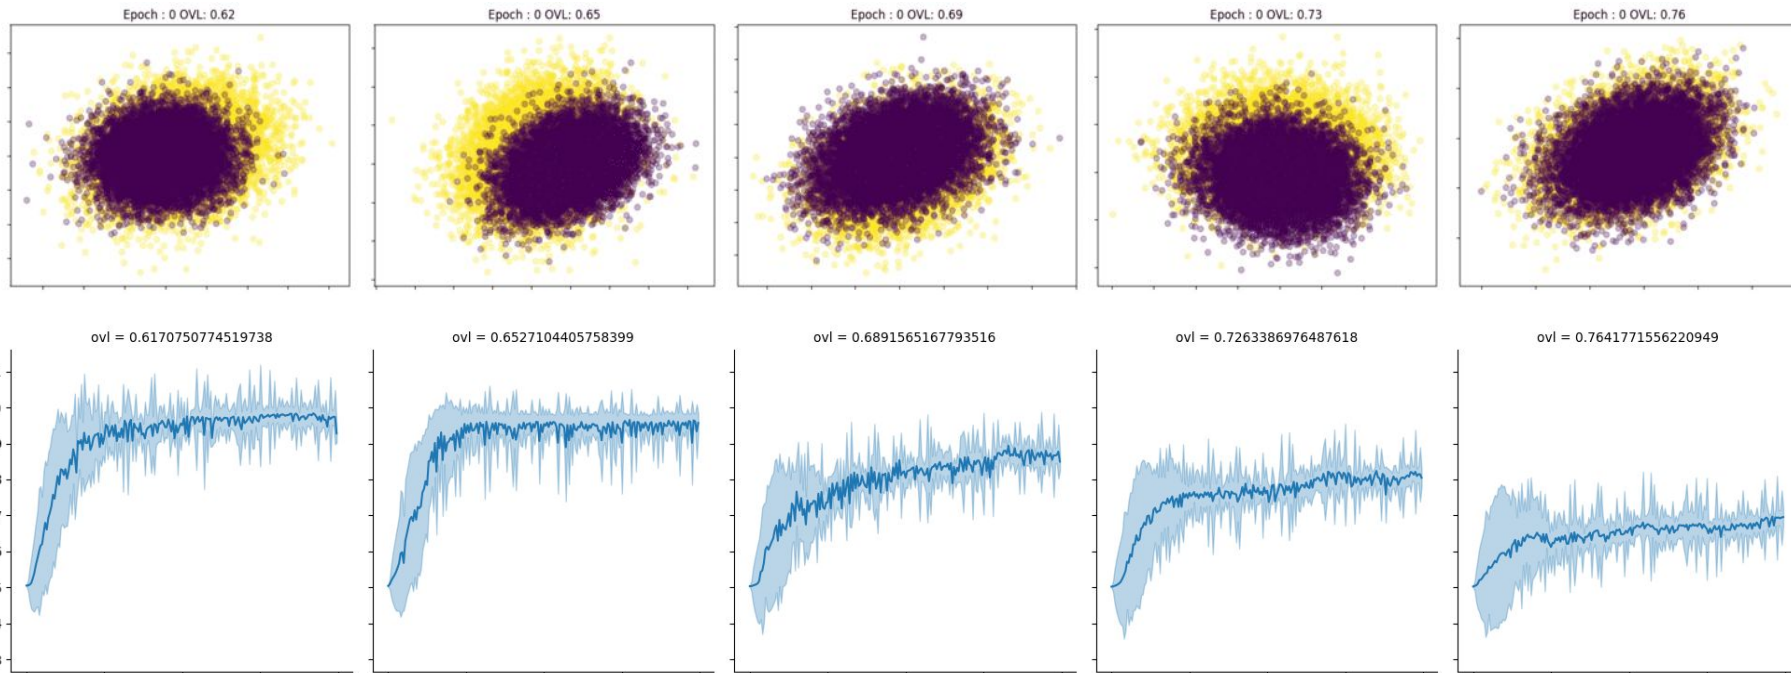 Epoch : 0 OVL: 0.62
Epoch : 0 OVL: 0.65
Epoch : 0 OVL: 0.69
Epoch : 0 OVL: 0.73
Epoch : 0 OVL: 0.76
ovl = 0.6170750774519738
ovl = 0.6527104405758399
ovl = 0.6891565167793516
ovl = 0.7263386976487618
ovl = 0.7641771556220949